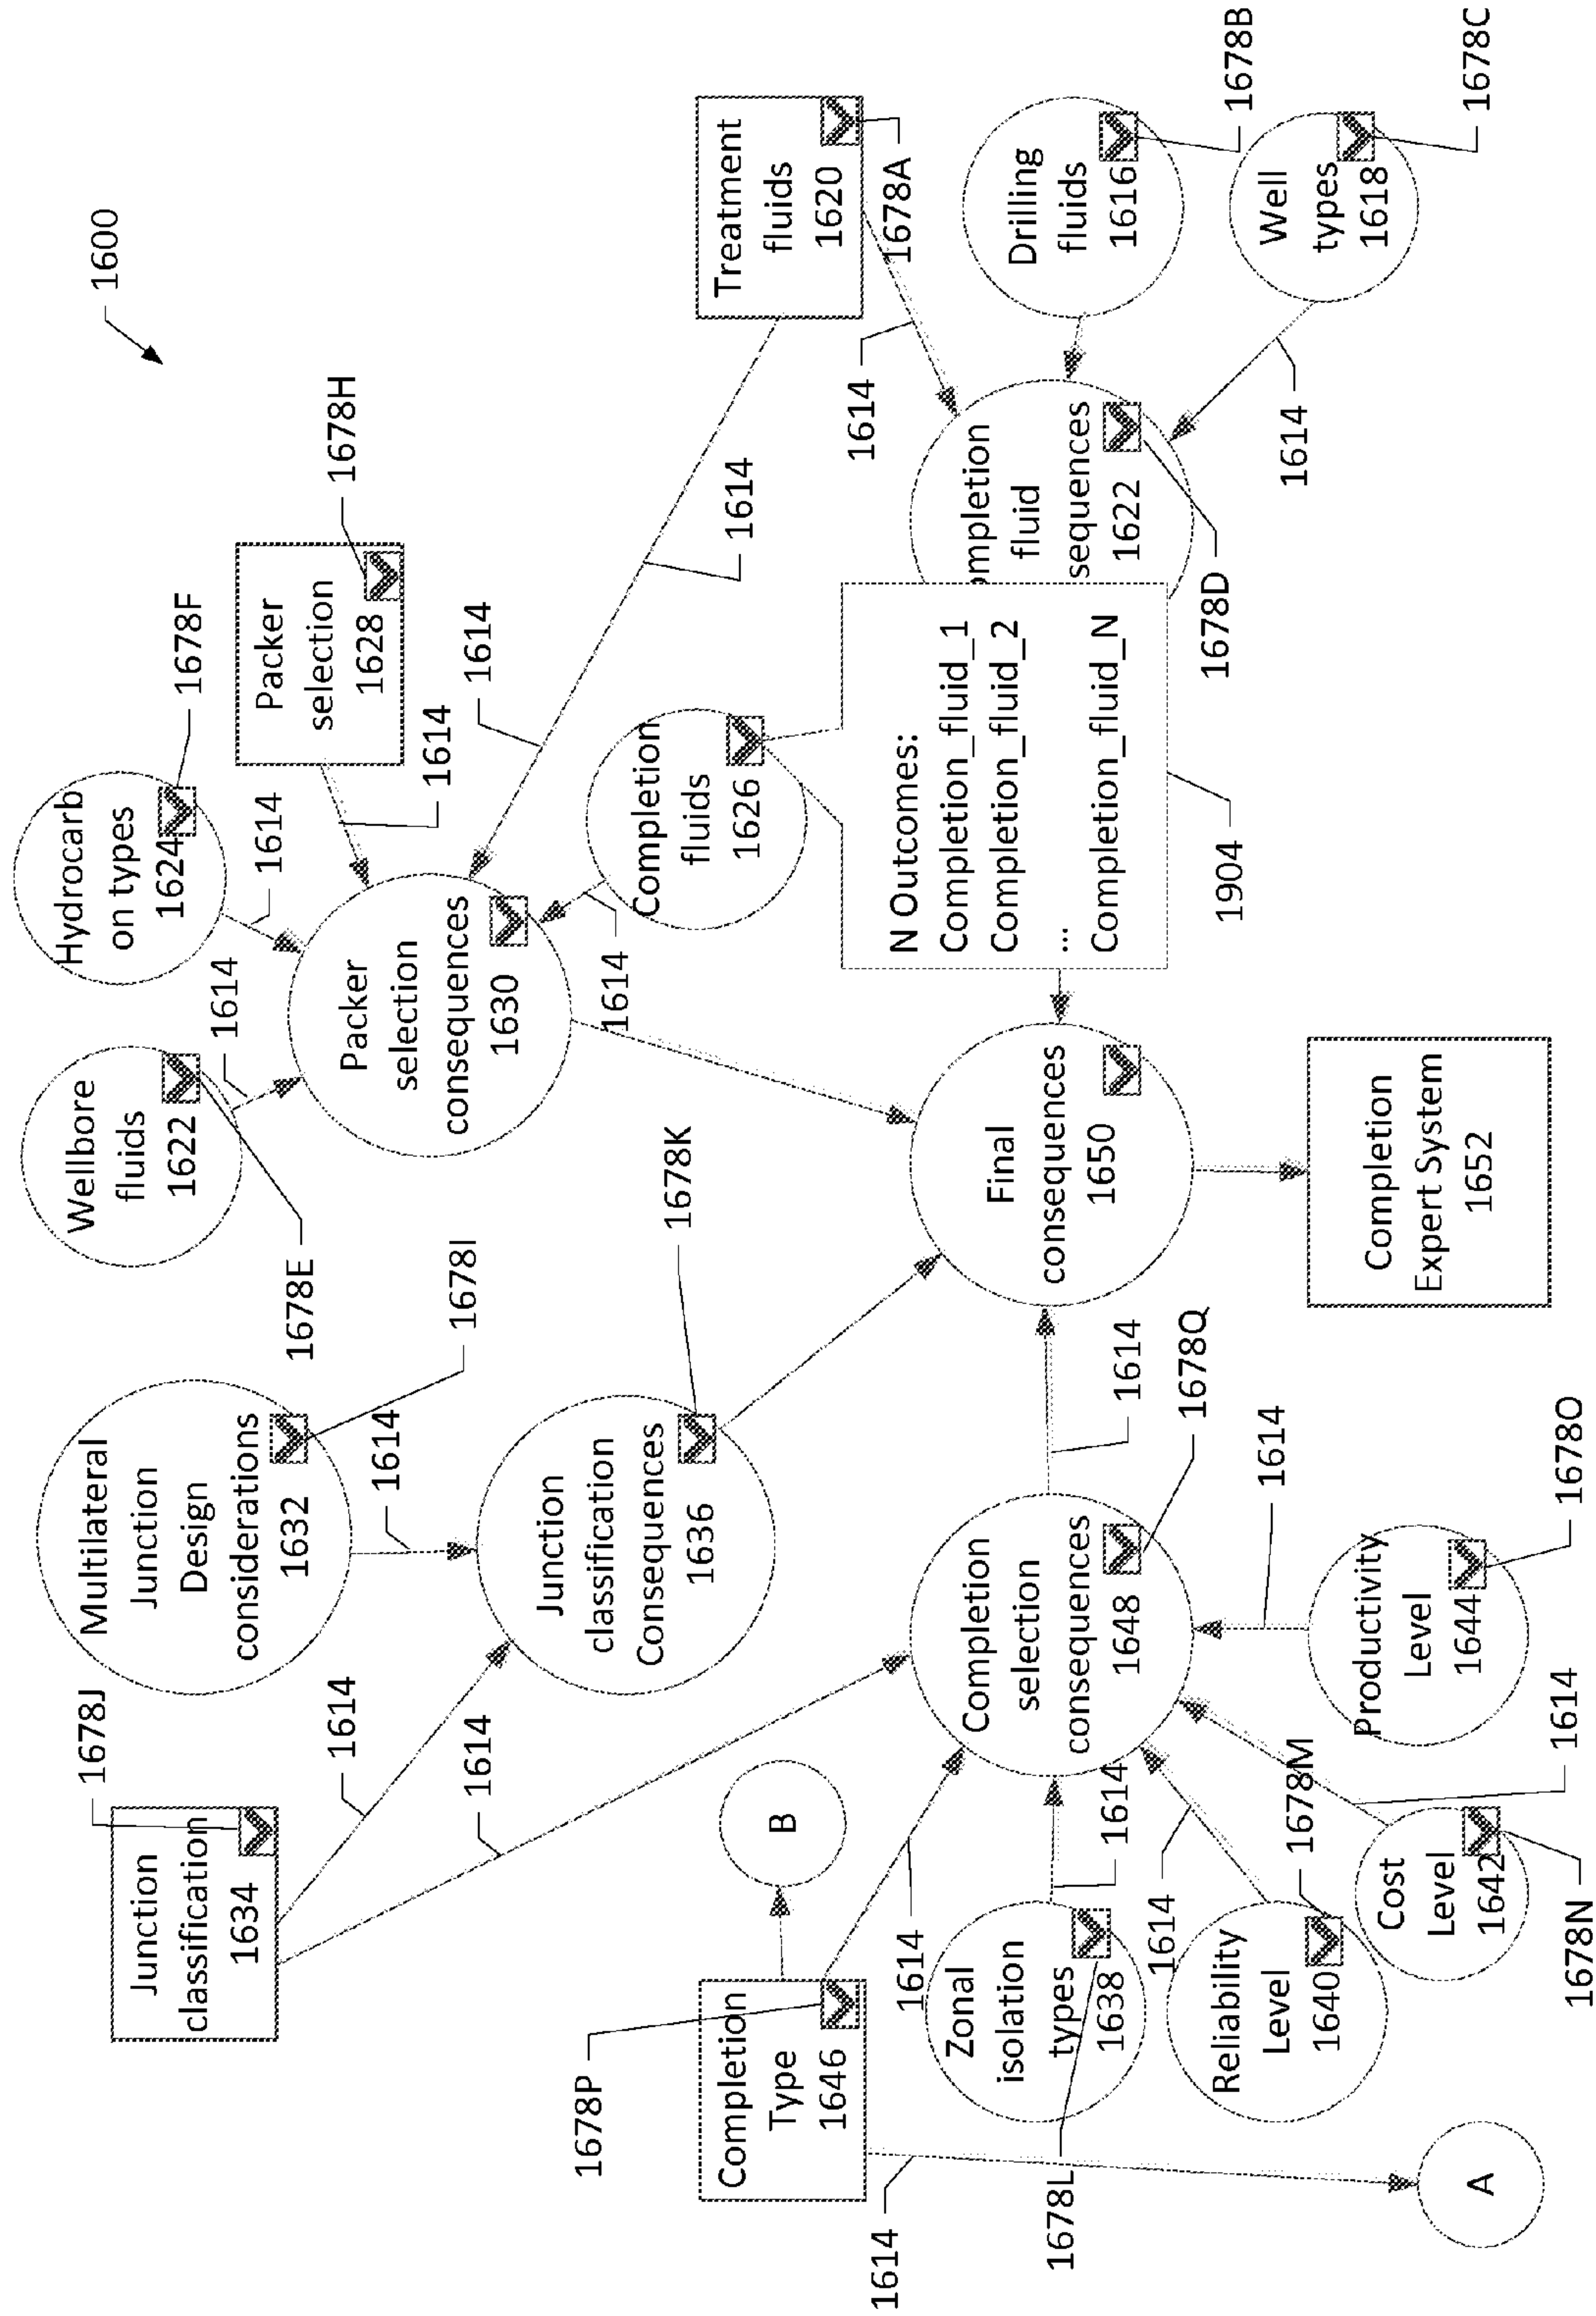 1600
Junction
classification
1634
1678J
1614
1614
Multilateral
Junction
Design
considerations
1632
1678I
1614
Junction
classification
Consequences
1636
1678K
Wellbore
fluids
1622
1678E
1614
Hydrocarb
on types
1624
1678F
1614
Packer
selection
1628
1678H
1614
1614
Packer
selection
consequences
1630
1614
Completion
fluids
1626
1614
Treatment
fluids
1620
1678A
1614
Drilling
fluids
1616
1678B
Well
types
1618
1678C
1614
ompletion
fluid
sequences
1622
1678D
N Outcomes:
Completion_fluid_1
Completion_fluid_2
...
Completion_fluid_N
1904
Completion
Type
1646
1678P
1614
1614
B
A
Zonal
isolation
types
1638
1678L
1614
Reliability
Level
1640
1678M
1614
Cost
Level
1642
1678N
1614
Productivity
Level
1644
1678O
1614
Completion
selection
consequences
1648
1678Q
1614
Final
consequences
1650
Completion
Expert System
1652